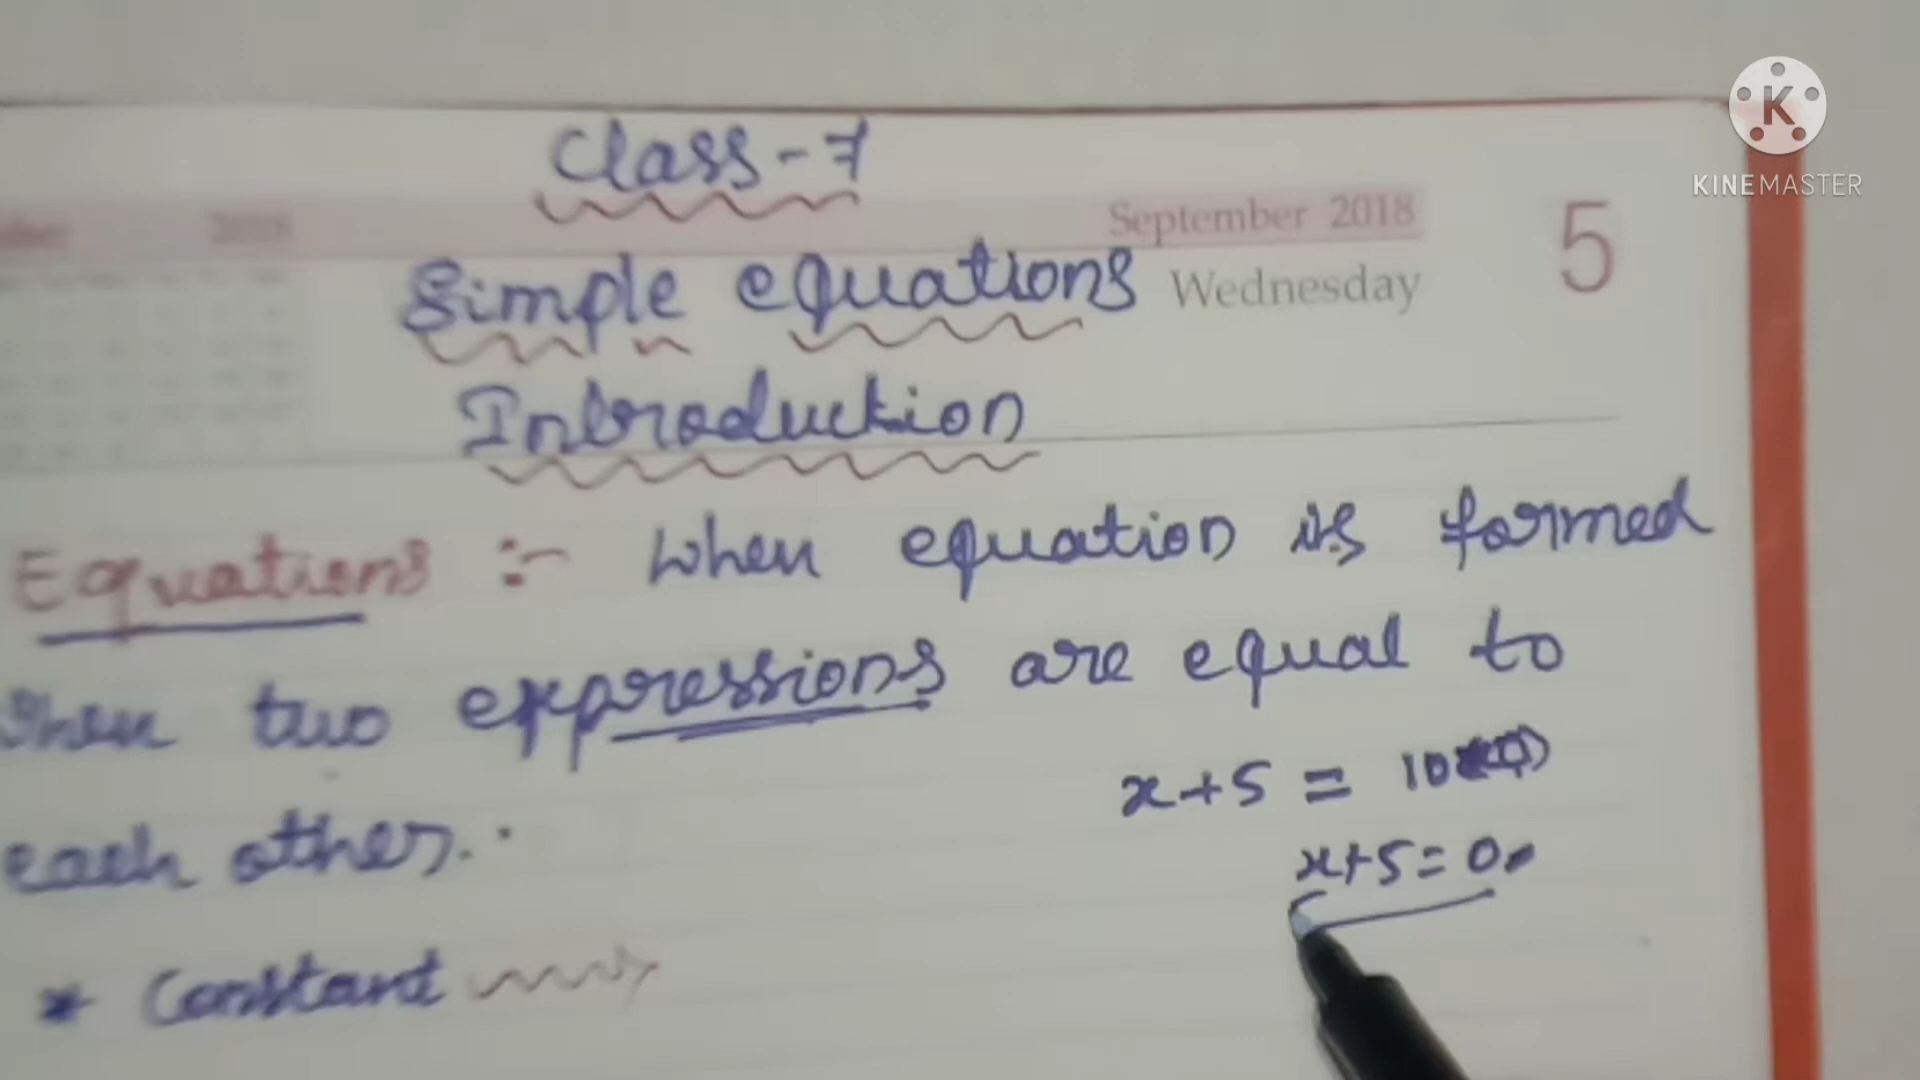 Class-7
KINEMASTER
2018
September 2018
5
Simple equations
Wednesday
Introduction
Equations :- When equation is formed
when two expressions are equal to
x+5 = 10
each other.
x+5=0
* Constant